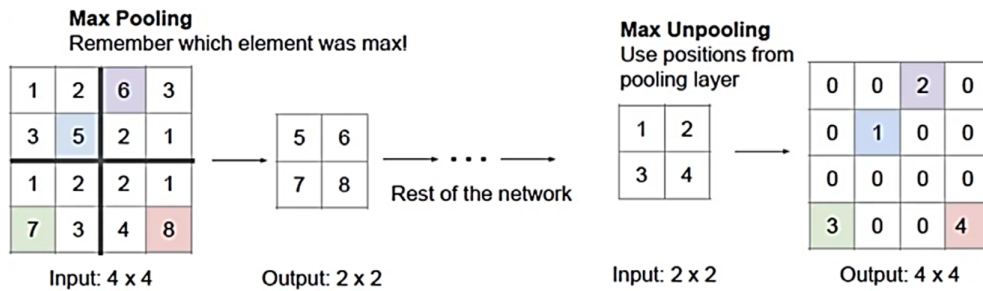 Max Pooling
Remember which element was max!
1 2 6 3
3 5 2 1
1 2 2 1
7 3 4 8
Input: 4 x 4
5 6
7 8
Output: 2 x 2
...
Rest of the network
Max Unpooling
Use positions from
pooling layer
1 2
3 4
Input: 2 x 2
0 0 2 0
0 1 0 0
0 0 0 0
3 0 0 4
Output: 4 x 4